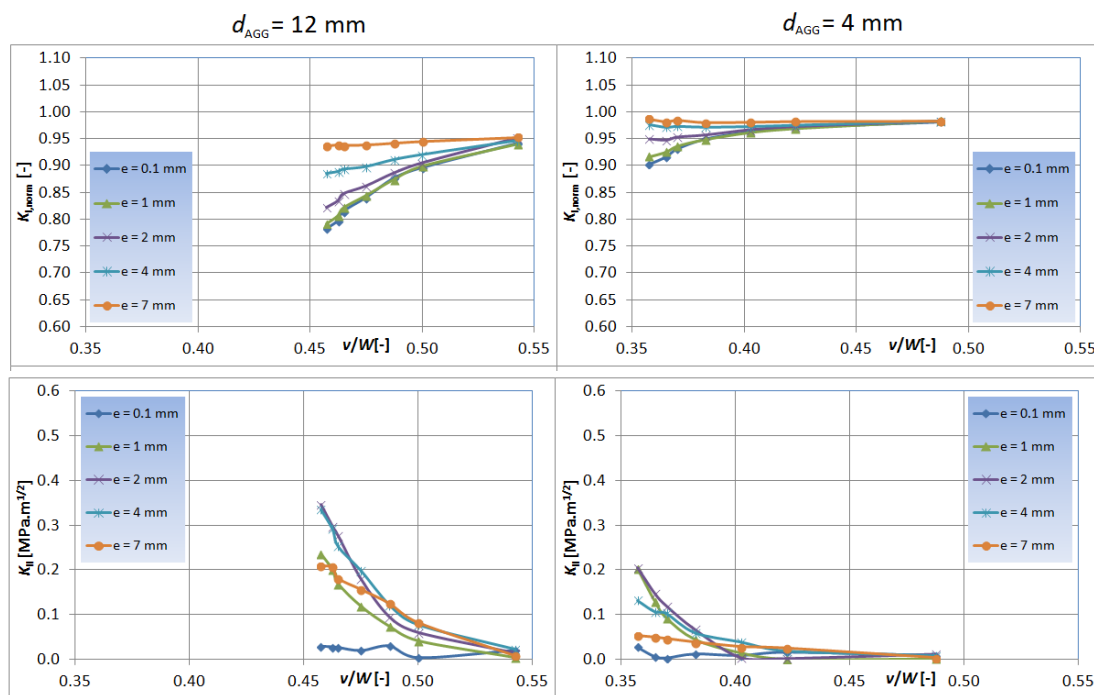 d_AGG = 12 mm
d_AGG = 4 mm
K_I,norm [-]
1.10
1.05
1.00
0.95
0.90
0.85
0.80
0.75
0.70
0.65
0.60
e = 0.1 mm
e = 1 mm
e = 2 mm
e = 4 mm
e = 7 mm
0.35
0.40
0.45
v/W[-]
0.50
0.55
K_I,norm [-]
1.10
1.05
1.00
0.95
0.90
0.85
0.80
0.75
0.70
0.65
0.60
e = 0.1 mm
e = 1 mm
e = 2 mm
e = 4 mm
e = 7 mm
0.35
0.40
0.45
v/W[-]
0.50
0.55
K_II [MPa.m^1/2]
0.6
0.5
0.4
0.3
0.2
0.1
0.0
e = 0.1 mm
e = 1 mm
e = 2 mm
e = 4 mm
e = 7 mm
0.35
0.40
0.45
v/W[-]
0.50
0.55
K_II [MPa.m^1/2]
0.6
0.5
0.4
0.3
0.2
0.1
0.0
e = 0.1 mm
e = 1 mm
e = 2 mm
e = 4 mm
e = 7 mm
0.35
0.40
0.45
v/W[-]
0.50
0.55